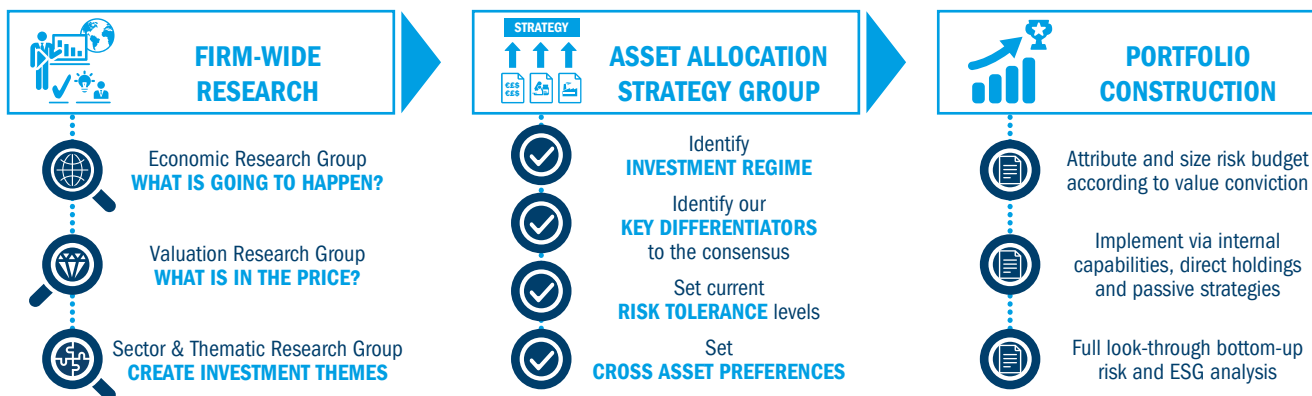 FIRM-WIDE
RESEARCH
Economic Research Group
WHAT IS GOING TO HAPPEN?
Valuation Research Group
WHAT IS IN THE PRICE?
Sector & Thematic Research Group
CREATE INVESTMENT THEMES
STRATEGY
€£$
€£$
ASSET ALLOCATION
STRATEGY GROUP
Identify
INVESTMENT REGIME
Identify our
KEY DIFFERENTIATORS
to the consensus
Set current
RISK TOLERANCE levels
Set
CROSS ASSET PREFERENCES
PORTFOLIO
CONSTRUCTION
Attribute and size risk budget
according to value conviction
Implement via internal
capabilities, direct holdings
and passive strategies
Full look-through bottom-up
risk and ESG analysis